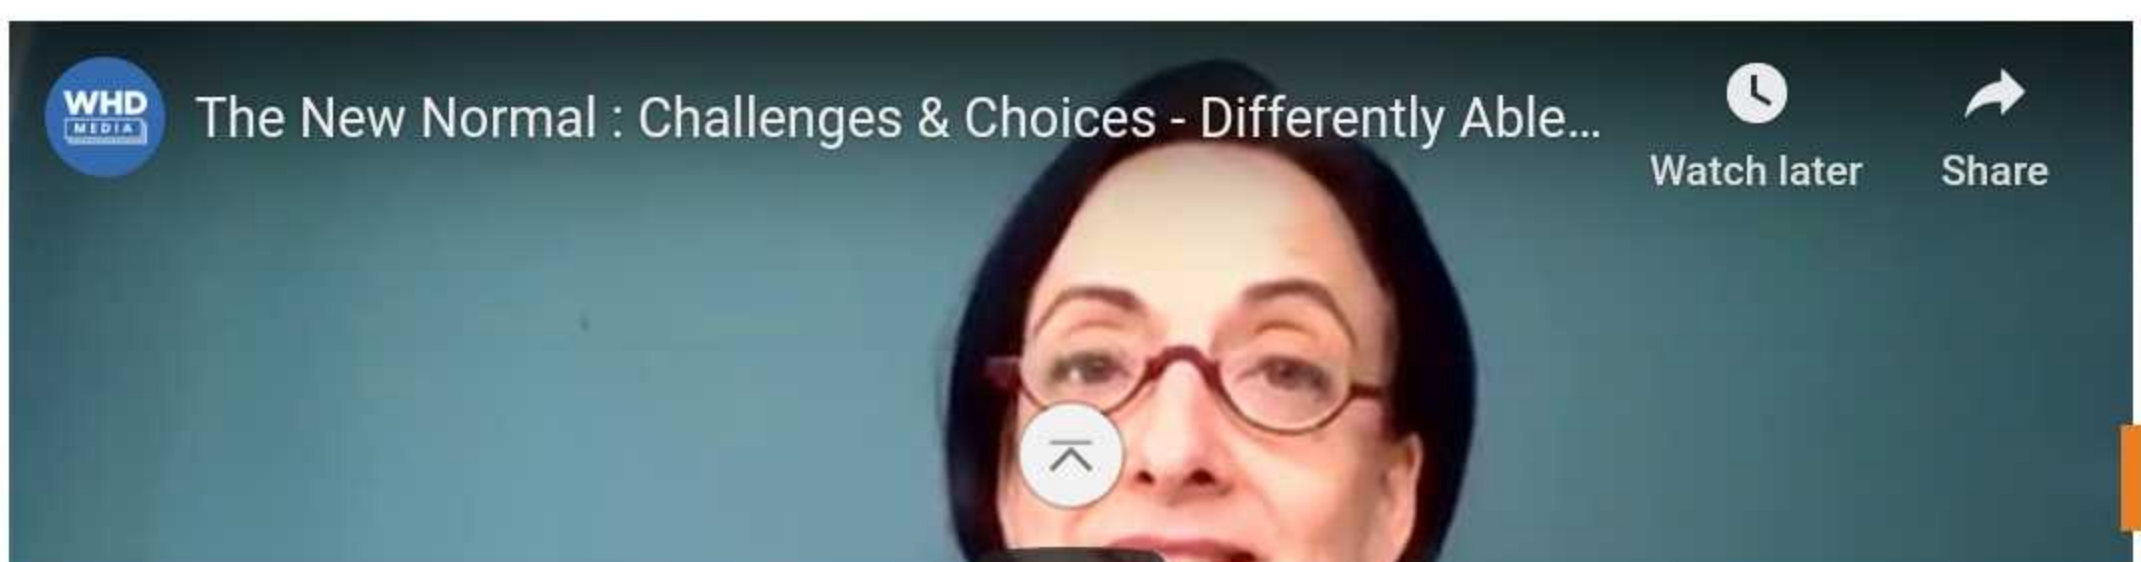 WHD
MEDIA
The New Normal : Challenges & Choices - Differently Able...
Watch later
Share